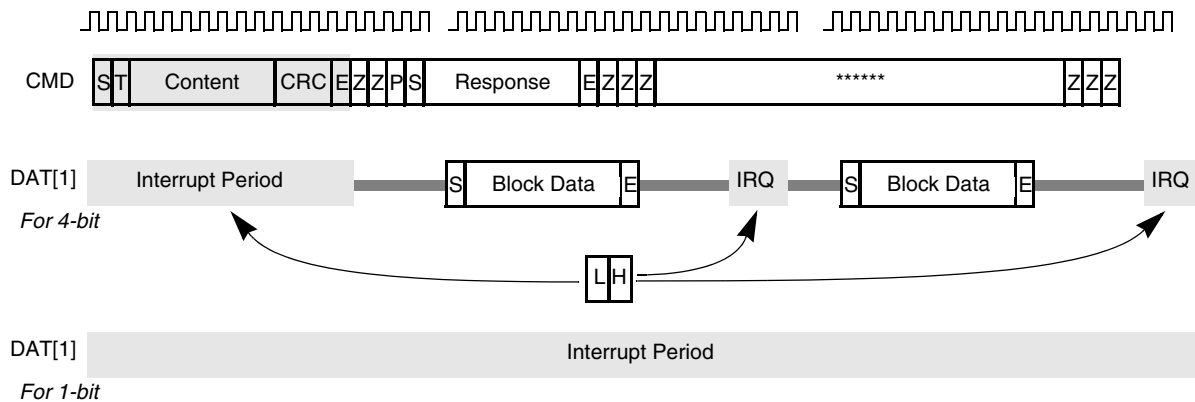 CMD S T Content CRC E Z Z P S Response E Z Z Z ****** Z Z Z
DAT[1] Interrupt Period S Block Data E IRQ S Block Data E IRQ
For 4-bit
L H
DAT[1] Interrupt Period
For 1-bit